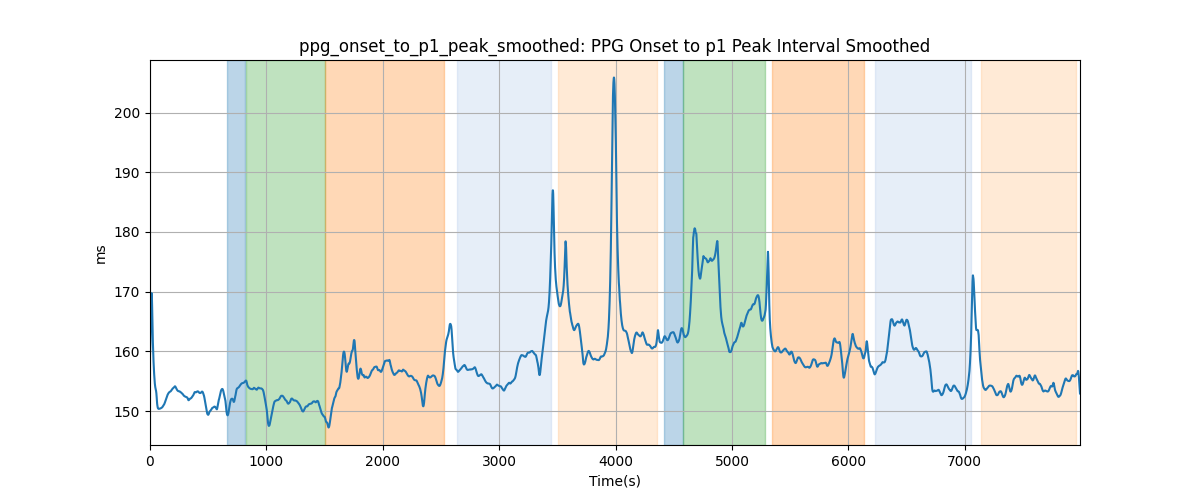 ppg_onset_to_p1_peak_smoothed: PPG Onset to p1 Peak Interval Smoothed
200
190
180
170
160
150
ms
0 1000 2000 3000 4000 5000 6000 7000
Time(s)